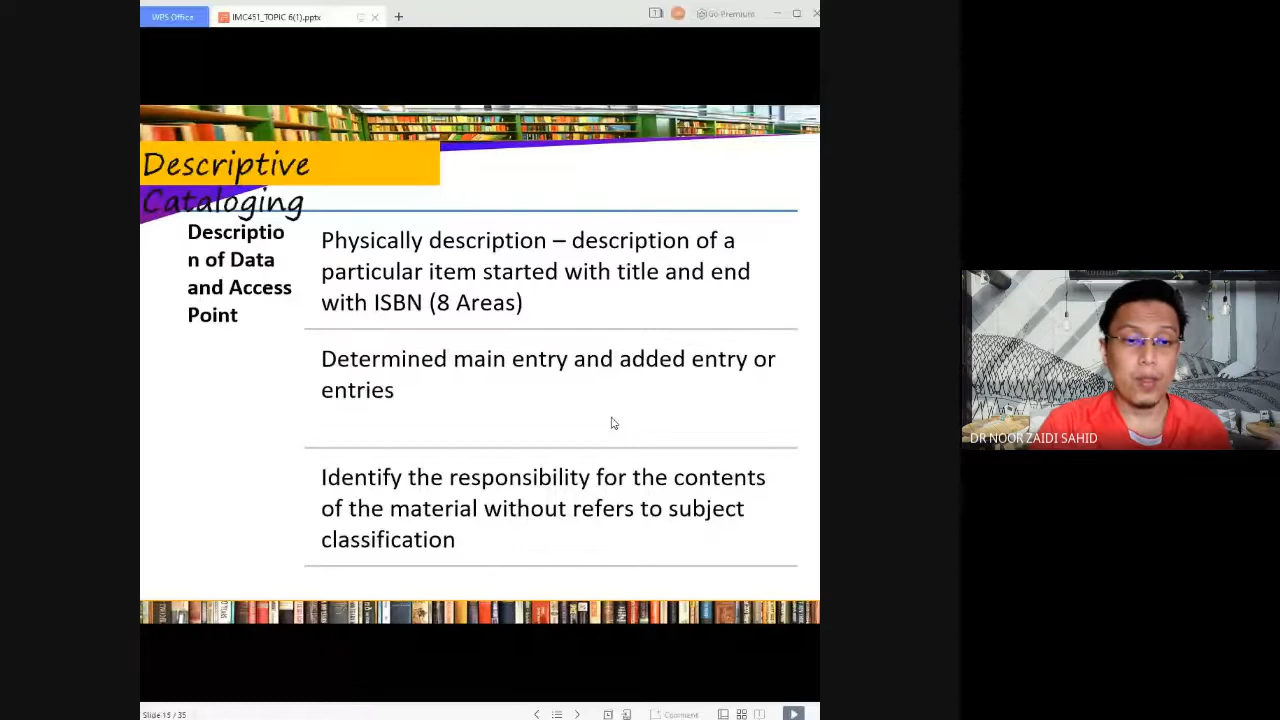 WPS Office
IMC451_TOPIC 6(1).pptx
Go Premium
Descriptive
Cataloging
Descriptio
n of Data
and Access
Point
Physically description – description of a
particular item started with title and end
with ISBN (8 Areas)
Determined main entry and added entry or
entries
Identify the responsibility for the contents
of the material without refers to subject
classification
DR NOOR ZAIDI SAHID
Slide 15 / 35
Comment